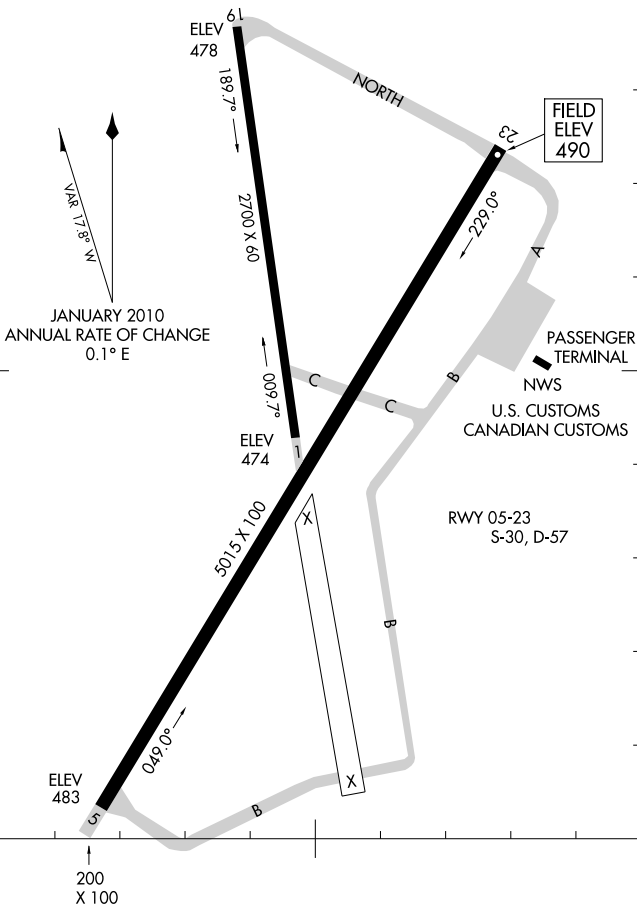 19
ELEV
478
189.7°
NORTH
23
FIELD
ELEV
490
VAR 17.8° W
2700 X 60
229.0°
A
JANUARY 2010
ANNUAL RATE OF CHANGE
0.1° E
PASSENGER
TERMINAL
NWS
U.S. CUSTOMS
CANADIAN CUSTOMS
009.7°
C
C
B
ELEV
474
1
5015 X 100
X
RWY 05-23
S-30, D-57
B
049.0°
X
ELEV
483
5
B
200
X 100